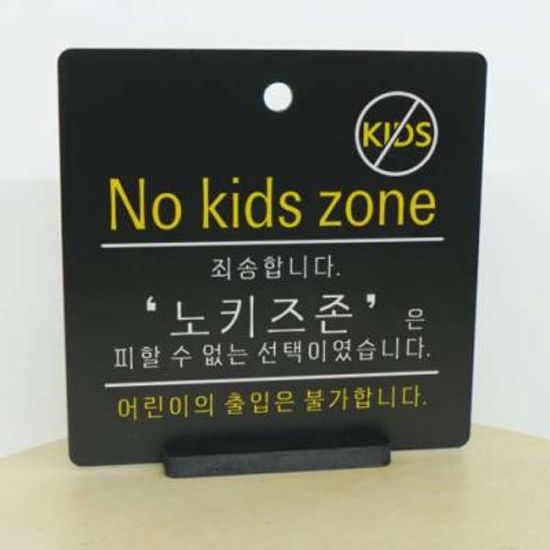 KIDS
No kids zone
죄송합니다.
❛노키즈존❜은
피할 수 없는 선택이였습니다.
어린이의 출입은 불가합니다.